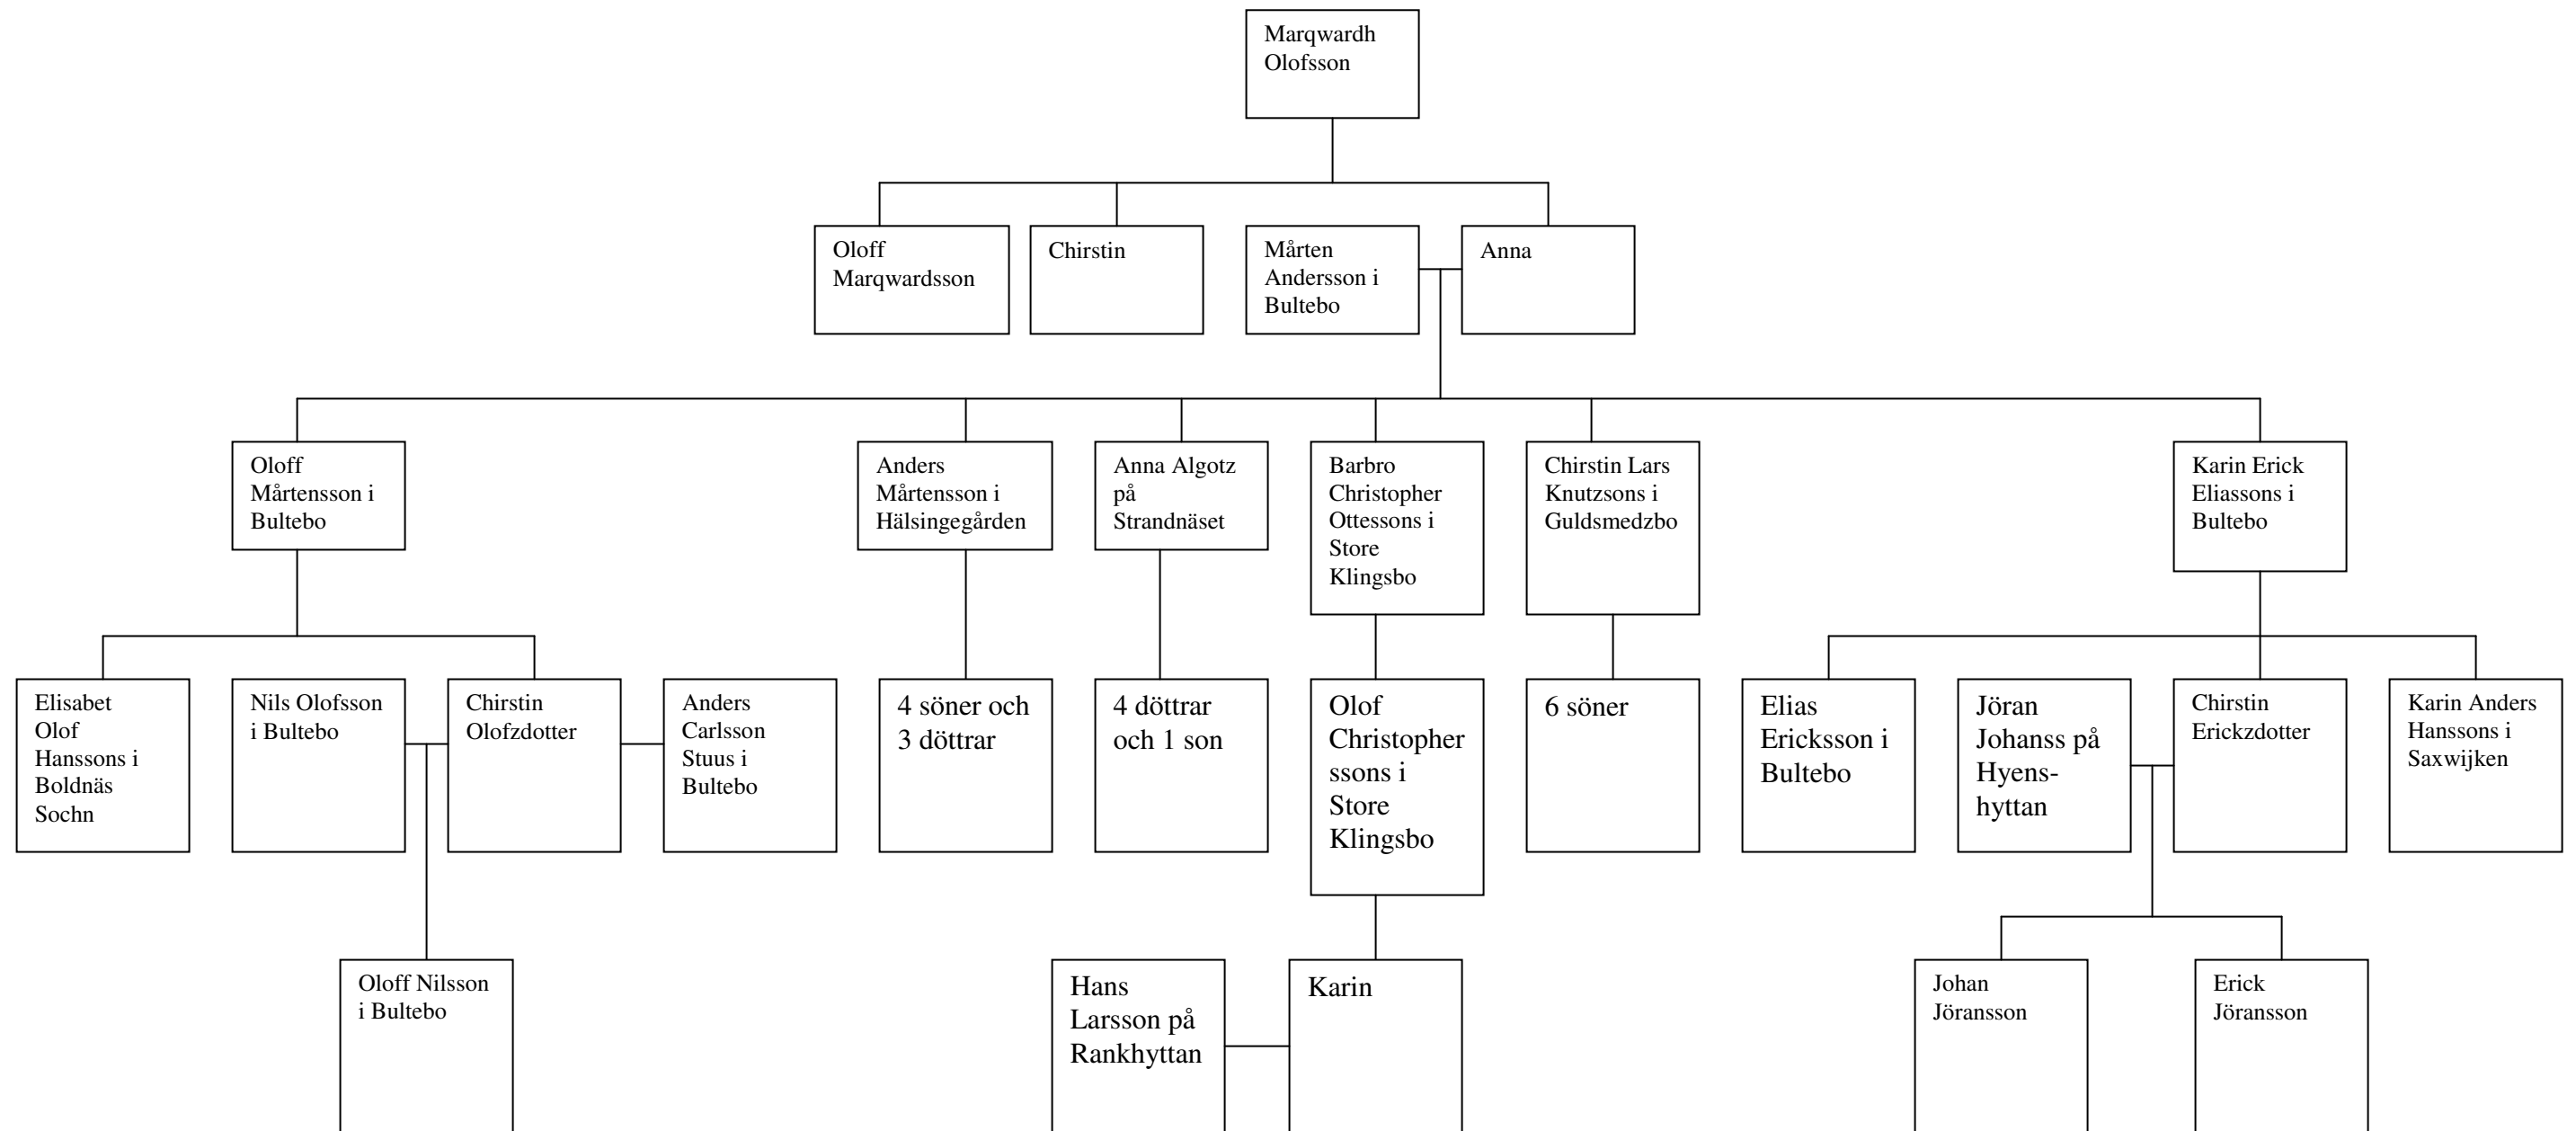 Marqwardh
Olofsson
Oloff
Marqwardsson
Chirstin
Mårten
Andersson i
Bultebo
Anna
Oloff
Mårtensson i
Bultebo
Anders
Mårtensson i
Hälsingegården
Anna Algotz
på
Strandnäset
Barbro
Christopher
Ottessons i
Store
Klingsbo
Chirstin Lars
Knutzsons i
Guldsmedzbo
Karin Erick
Eliassons i
Bultebo
Elisabet
Olof
Hanssons i
Boldnäs
Sochn
Nils Olofsson
i Bultebo
Chirstin
Olofzdotter
Anders
Carlsson
Stuus i
Bultebo
4 söner och
3 döttrar
4 döttrar
och 1 son
Olof
Christopher
ssons i
Store
Klingsbo
6 söner
Elias
Ericksson i
Bultebo
Jöran
Johanss på
Hyens-
hyttan
Chirstin
Erickzdotter
Karin Anders
Hanssons i
Saxwijken
Oloff Nilsson
i Bultebo
Hans
Larsson på
Rankhyttan
Karin
Johan
Jöransson
Erick
Jöransson